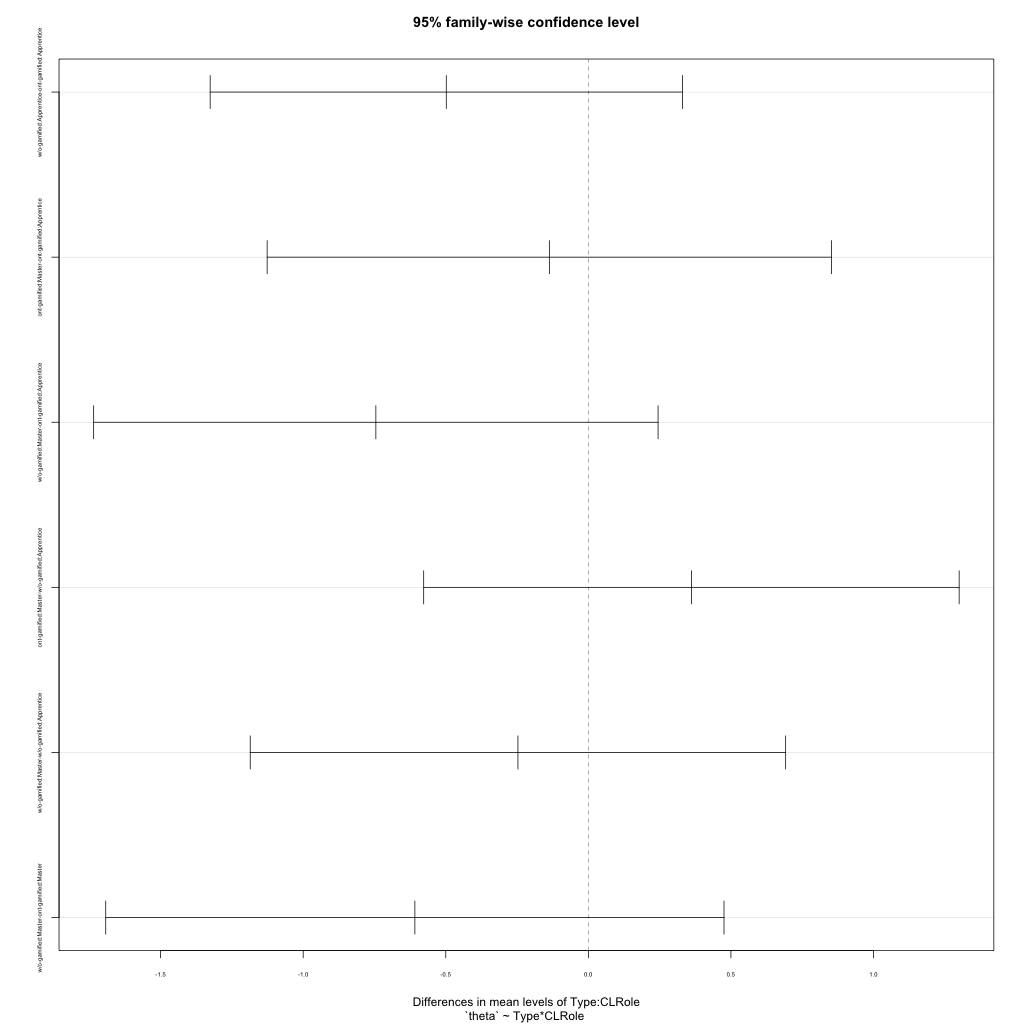 95% family-wise confidence level
w/o-gamified:Apprentice-ont-gamified:Apprentice
ont-gamified:Master-ont-gamified:Apprentice
w/o-gamified:Master-ont-gamified:Apprentice
ont-gamified:Master-w/o-gamified:Apprentice
w/o-gamified:Master-w/o-gamified:Apprentice
w/o-gamified:Master-ont-gamified:Master
-1.5 -1.0 -0.5 0.0 0.5 1.0
Differences in mean levels of Type:CLRole
`theta` ~ Type*CLRole